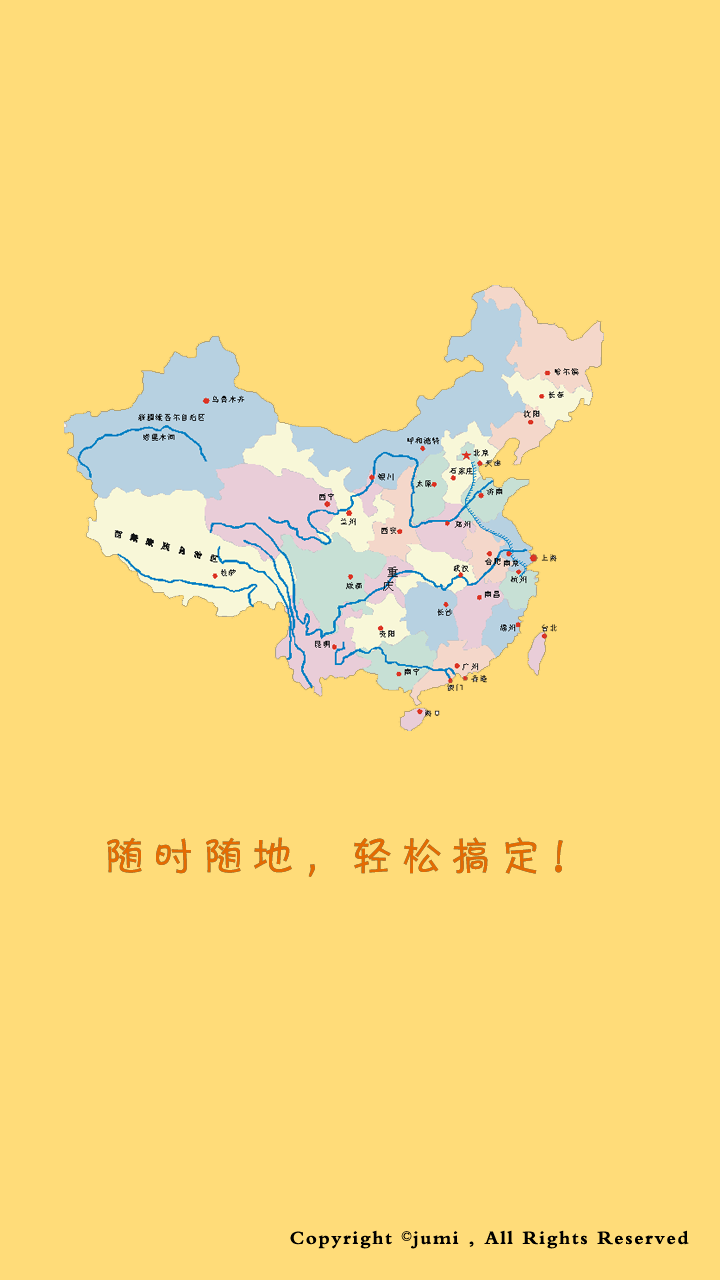 哈尔滨
长春
乌鲁木齐
沈阳
新疆维吾尔自治区
塔里木河
呼和浩特
北京
天津
石家庄
银川
太原
济南
西宁
兰州
郑州
西安
西藏藏族自治区
合肥
南京
上海
拉萨
重庆
武汉
杭州
成都
南昌
长沙
福州
台北
贵阳
昆明
广州
南宁
香港
澳门
海口
随时随地，轻松搞定！
Copyright ©jumi , All Rights Reserved